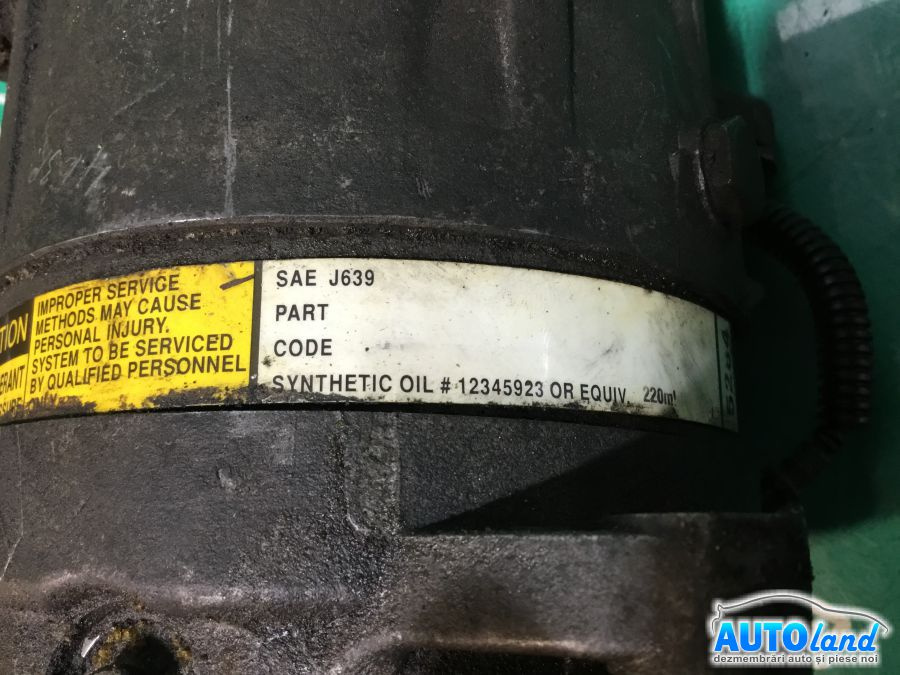 IMPROPER SERVICE
METHODS MAY CAUSE
PERSONAL INJURY.
SYSTEM TO BE SERVICED
BY QUALIFIED PERSONNEL
SAE J639
PART
CODE
SYNTHETIC OIL # 12345923 OR EQUIV. 220ml
AUTOland
dezmembrări auto și piese noi